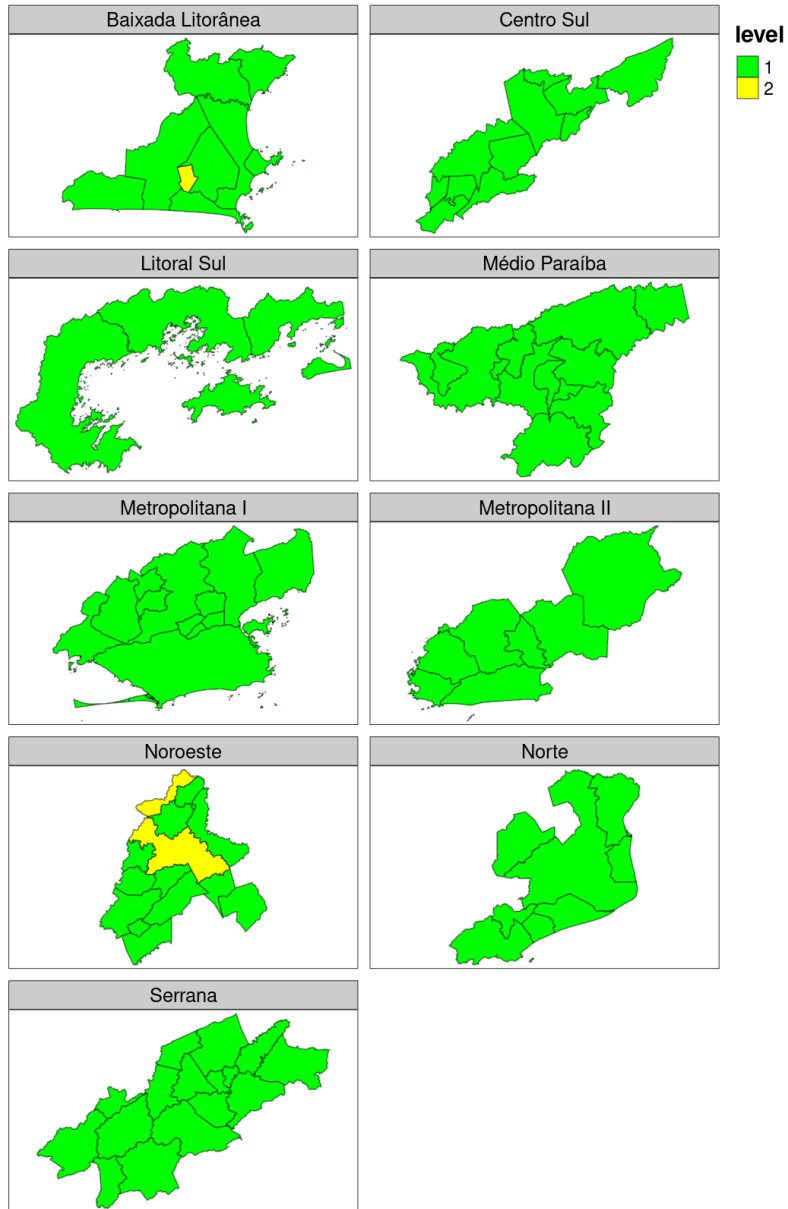 Baixada Litorânea
Centro Sul
level
1
2
Litoral Sul
Médio Paraíba
Metropolitana I
Metropolitana II
Noroeste
Norte
Serrana